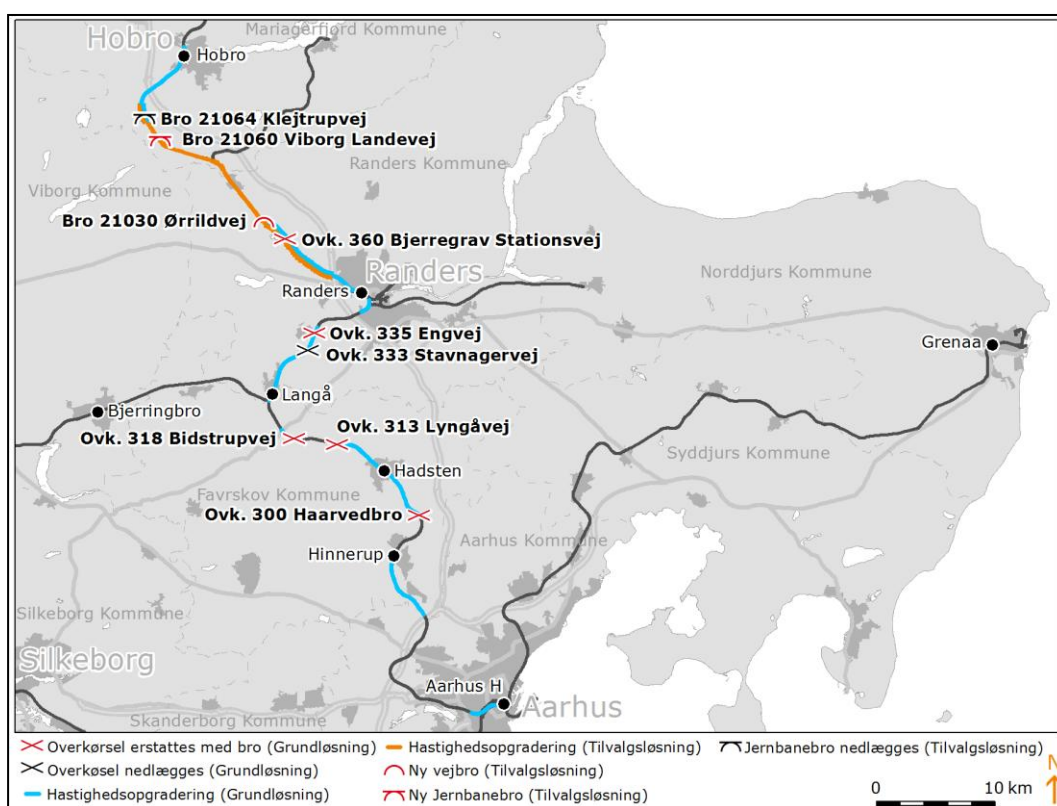 Mariagerfjord Kommune
Hobro
Hobro
Bro 21064 Klejtrupvej
Bro 21060 Viborg Landevej
Randers Kommune
Viborg Kommune
Bro 21030 Ørrildvej
Ovk. 360 Bjerregrav Stationsvej
Randers
Norddjurs Kommune
Randers
Ovk. 335 Engvej
Grenaa
Ovk. 333 Stavnagervej
Langå
Bjerringbro
Ovk. 313 Lyngåvej
Ovk. 318 Bidstrupvej
Syddjurs Kommune
Hadsten
Favrskov Kommune
Ovk. 300 Haarvedbro
Aarhus Kommune
Hinnerup
Silkeborg Kommune
Silkeborg
Aarhus H
Aarhus
Skanderborg Kommune
Overkørsel erstattes med bro (Grundløsning)
Overkøsel nedlægges (Grundløsning)
Hastighedsopgradering (Grundløsning)
Hastighedsopgradering (Tilvalgsløsning)
Ny vejbro (Tilvalgsløsning)
Ny Jernbanebro (Tilvalgsløsning)
Jernbanebro nedlægges (Tilvalgsløsning)
0 10 km
N